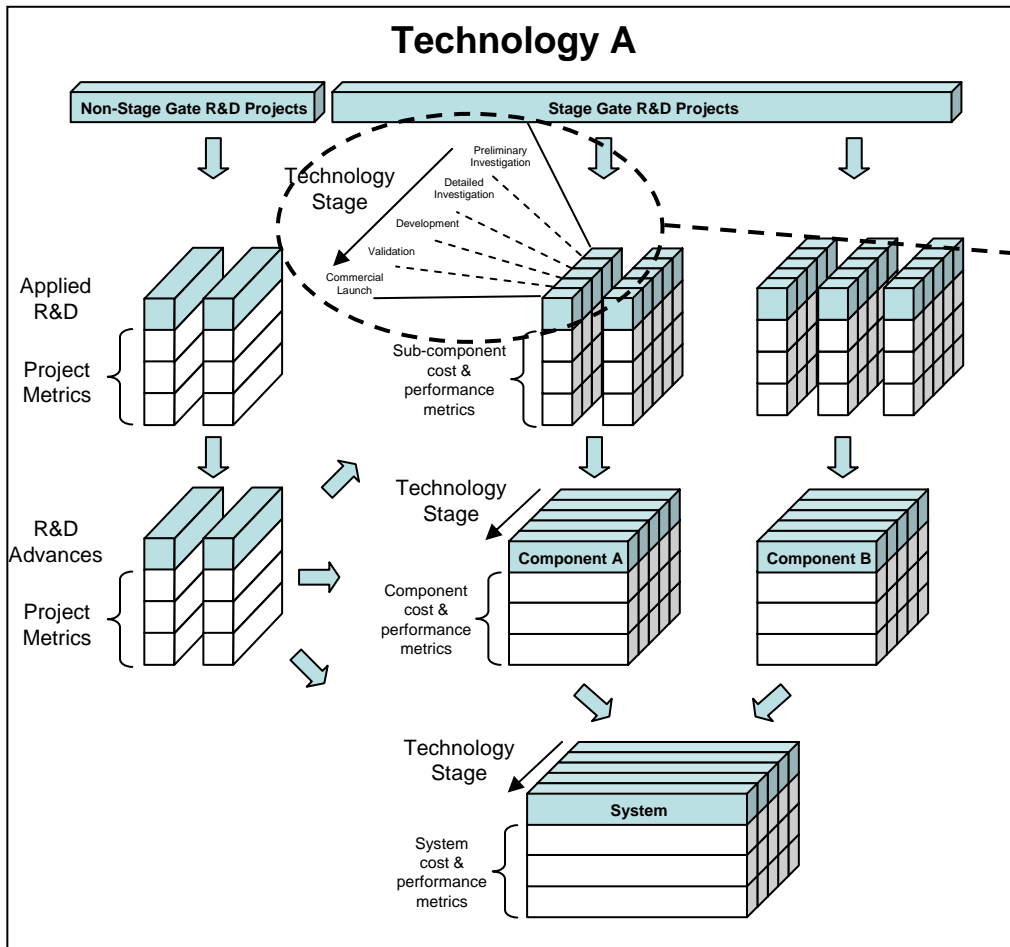 Technology A
Non-Stage Gate R&D Projects
Stage Gate R&D Projects
Technology
Stage
Preliminary
Investigation
Detailed
Investigation
Development
Validation
Commercial
Launch
Applied
R&D
Project
Metrics
Sub-component
cost &
performance
metrics
R&D
Advances
Project
Metrics
Technology
Stage
Component A
Component B
Component
cost &
performance
metrics
Technology
Stage
System
System
cost &
performance
metrics